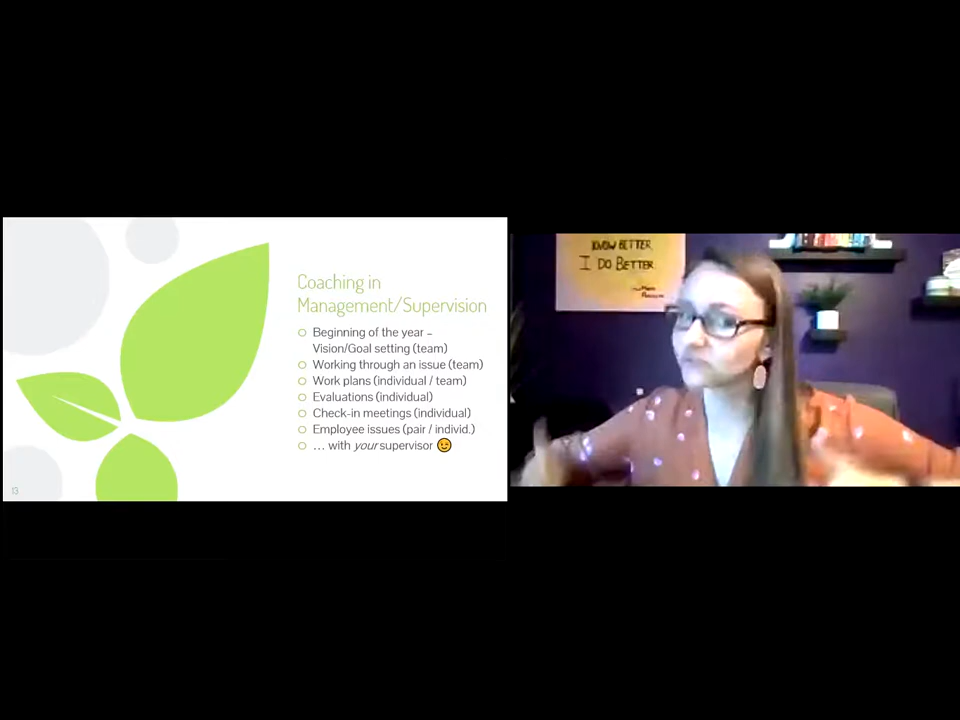 Coaching in
Management/Supervision
Beginning of the year –
Vision/Goal setting (team)
Working through an issue (team)
Work plans (individual / team)
Evaluations (individual)
Check-in meetings (individual)
Employee issues (pair / individ.)
… with your supervisor 😉
13
KNOW BETTER
I DO BETTER